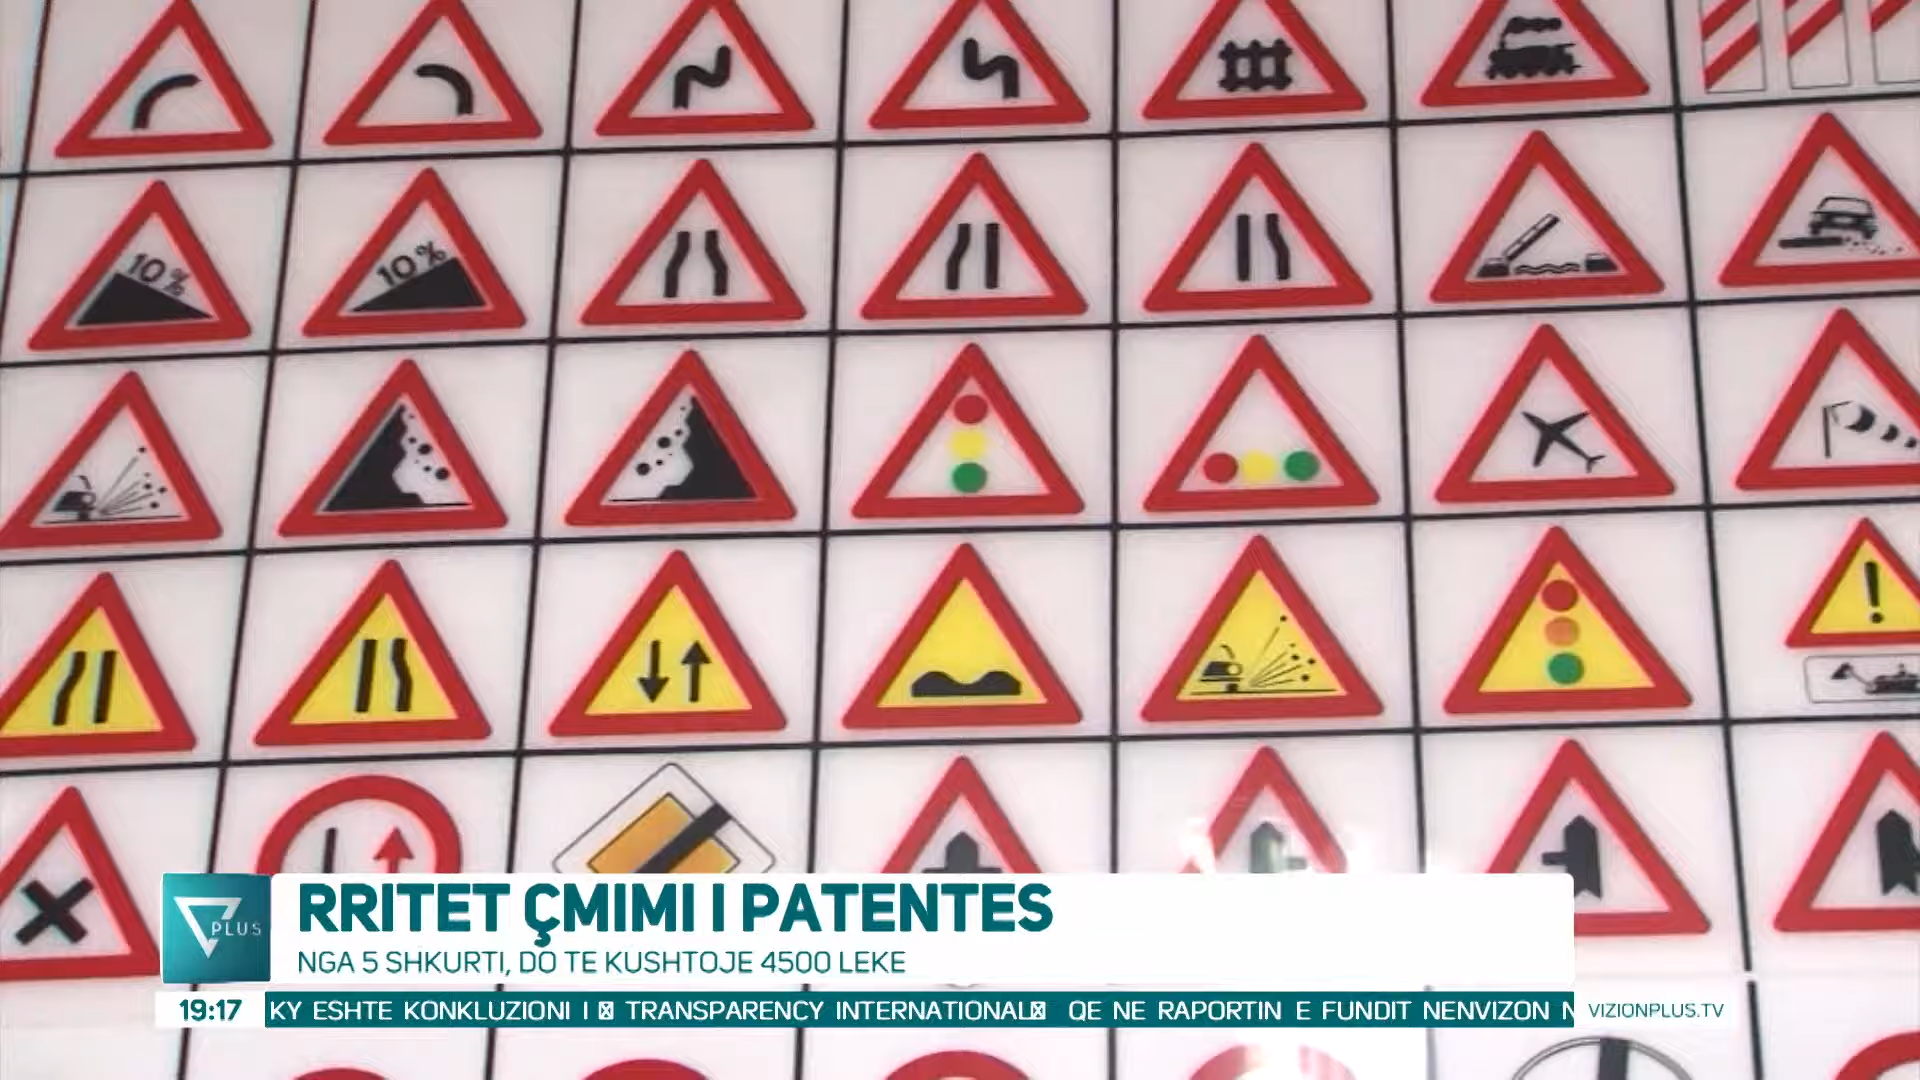 10%
10%
PLUS
RRITET ÇMIMI I PATENTES
NGA 5 SHKURTI, DO TE KUSHTOJE 4500 LEKE
19:17
KY ESHTE KONKLUZIONI I TRANSPARENCY INTERNATIONAL QE NE RAPORTIN E FUNDIT NENVIZON
VIZIONPLUS.TV